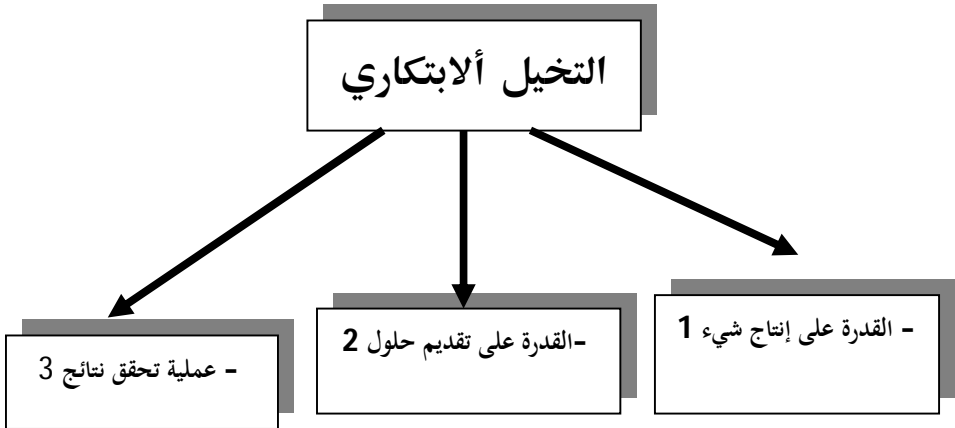 التخيل ألابتكاري
1 - القدرة على إنتاج شيء
2 -القدرة على تقديم حلول
3 - عملية تحقق نتائج